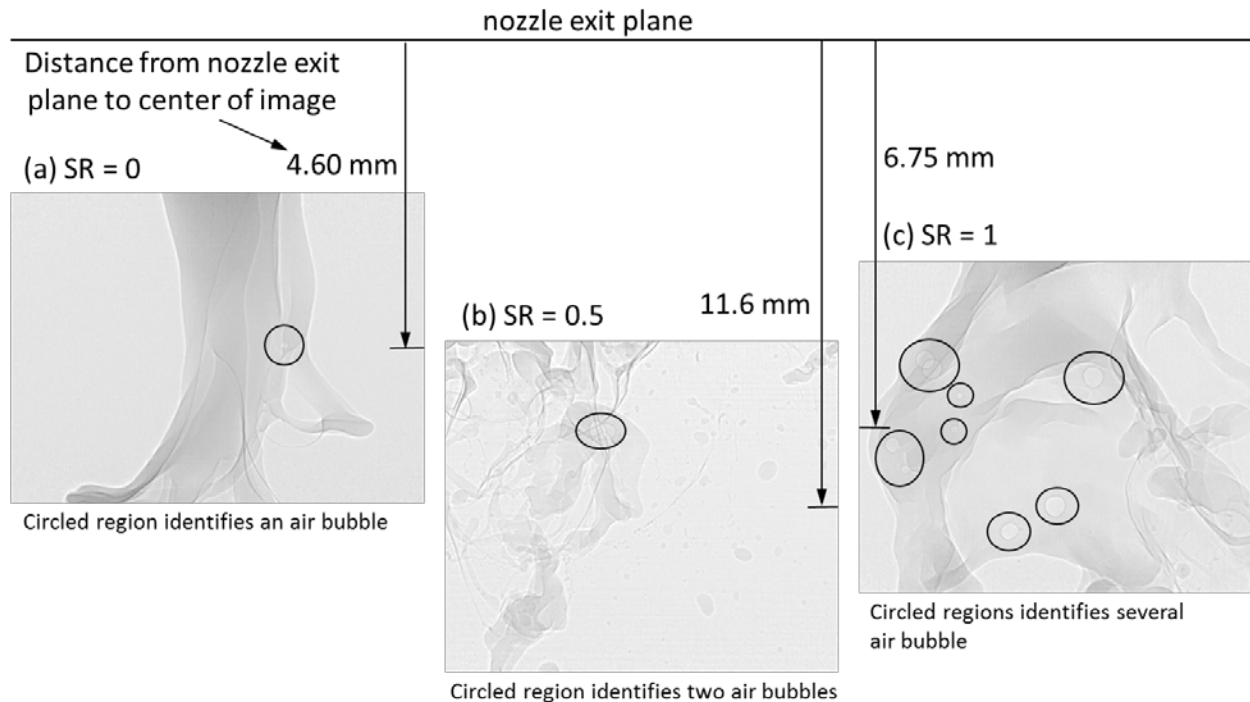 nozzle exit plane
Distance from nozzle exit
plane to center of image
4.60 mm
(a) SR = 0
Circled region identifies an air bubble
11.6 mm
(b) SR = 0.5
Circled region identifies two air bubbles
6.75 mm
(c) SR = 1
Circled regions identifies several
air bubble